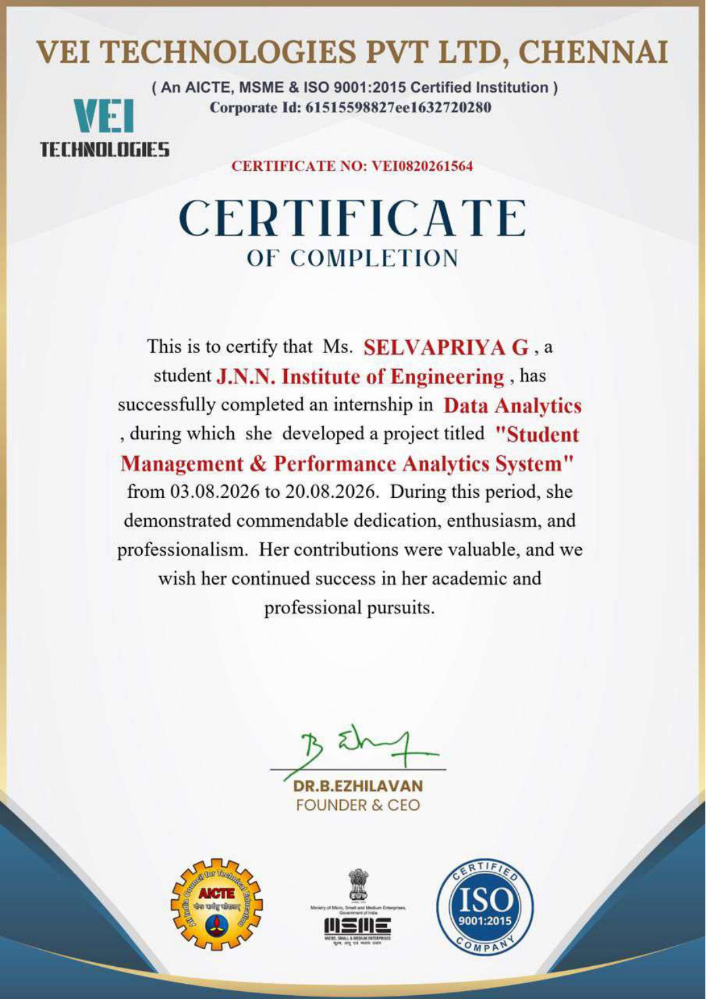 VEI TECHNOLOGIES PVT LTD, CHENNAI
( An AICTE, MSME & ISO 9001:2015 Certified Institution )
Corporate Id: 61515598827ee1632720280
VEI
TECHNOLOGIES
CERTIFICATE NO: VEI0820261564
CERTIFICATE
OF COMPLETION
This is to certify that Ms. SELVAPRIYA G , a
student J.N.N. Institute of Engineering , has
successfully completed an internship in Data Analytics
, during which she developed a project titled "Student
Management & Performance Analytics System"
from 03.08.2026 to 20.08.2026. During this period, she
demonstrated commendable dedication, enthusiasm, and
professionalism. Her contributions were valuable, and we
wish her continued success in her academic and
professional pursuits.
DR.B.EZHILAVAN
FOUNDER & CEO
All India Council for Technical Education
AICTE
Ministry of Micro, Small and Medium Enterprises,
Government of India
MSME
MICRO, SMALL & MEDIUM ENTERPRISES
CERTIFIED
ISO
9001:2015
COMPANY